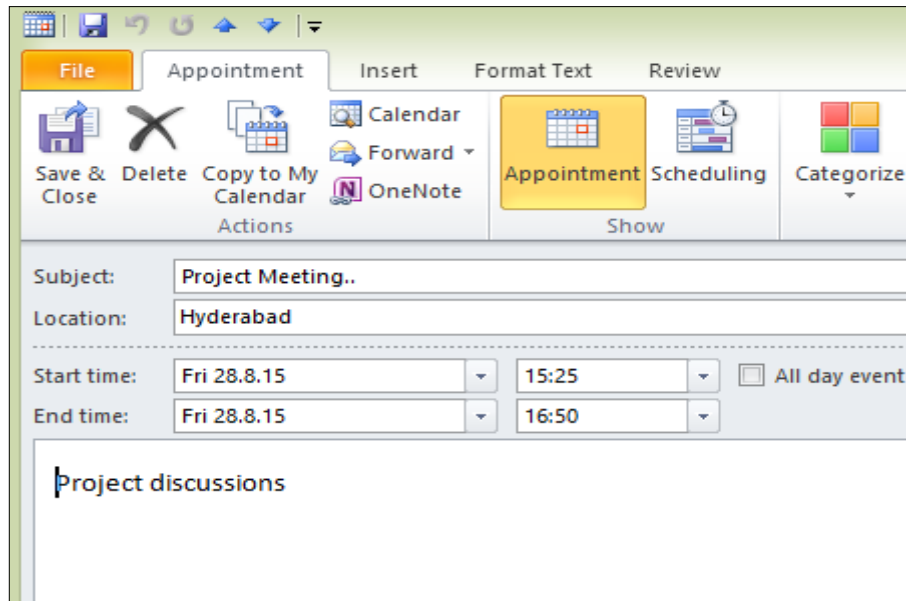 File Appointment Insert Format Text Review
Save & Close
Delete
Copy to My Calendar
Calendar
Forward
OneNote
Appointment
Scheduling
Categorize
Actions
Show
Subject: Project Meeting..
Location: Hyderabad
Start time: Fri 28.8.15 15:25 All day event
End time: Fri 28.8.15 16:50
Project discussions